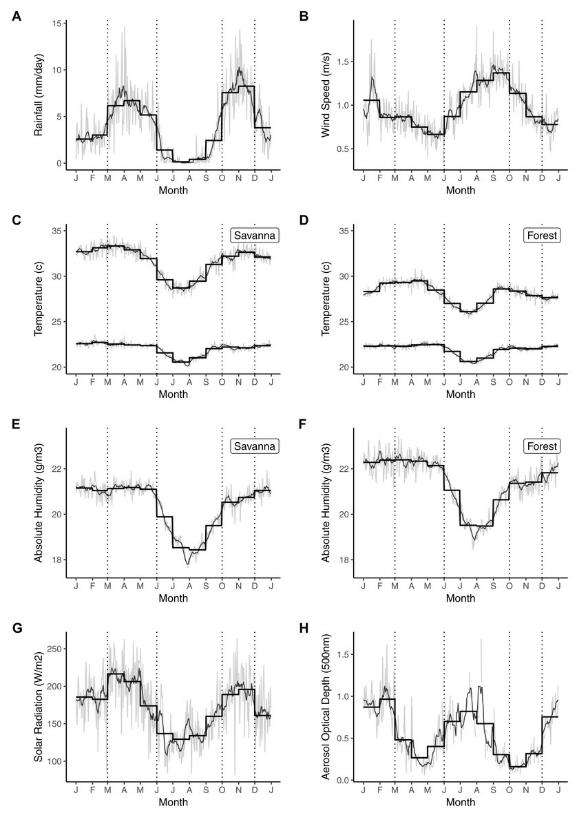 A
Rainfall (mm/day)
15
10
5
0
J F M A M J J A S O N D J
Month
B
Wind Speed (m/s)
1.5
1.0
0.5
J F M A M J J A S O N D J
Month
C
Savanna
Temperature (c)
35
30
25
20
J F M A M J J A S O N D J
Month
D
Forest
Temperature (c)
35
30
25
20
J F M A M J J A S O N D J
Month
E
Savanna
Absolute Humidity (g/m3)
22
20
18
J F M A M J J A S O N D J
Month
F
Forest
Absolute Humidity (g/m3)
22
20
18
J F M A M J J A S O N D J
Month
G
Solar Radiation (W/m2)
250
200
150
100
J F M A M J J A S O N D J
Month
H
Aerosol Optical Depth (500nm)
1.5
1.0
0.5
0.0
J F M A M J J A S O N D J
Month